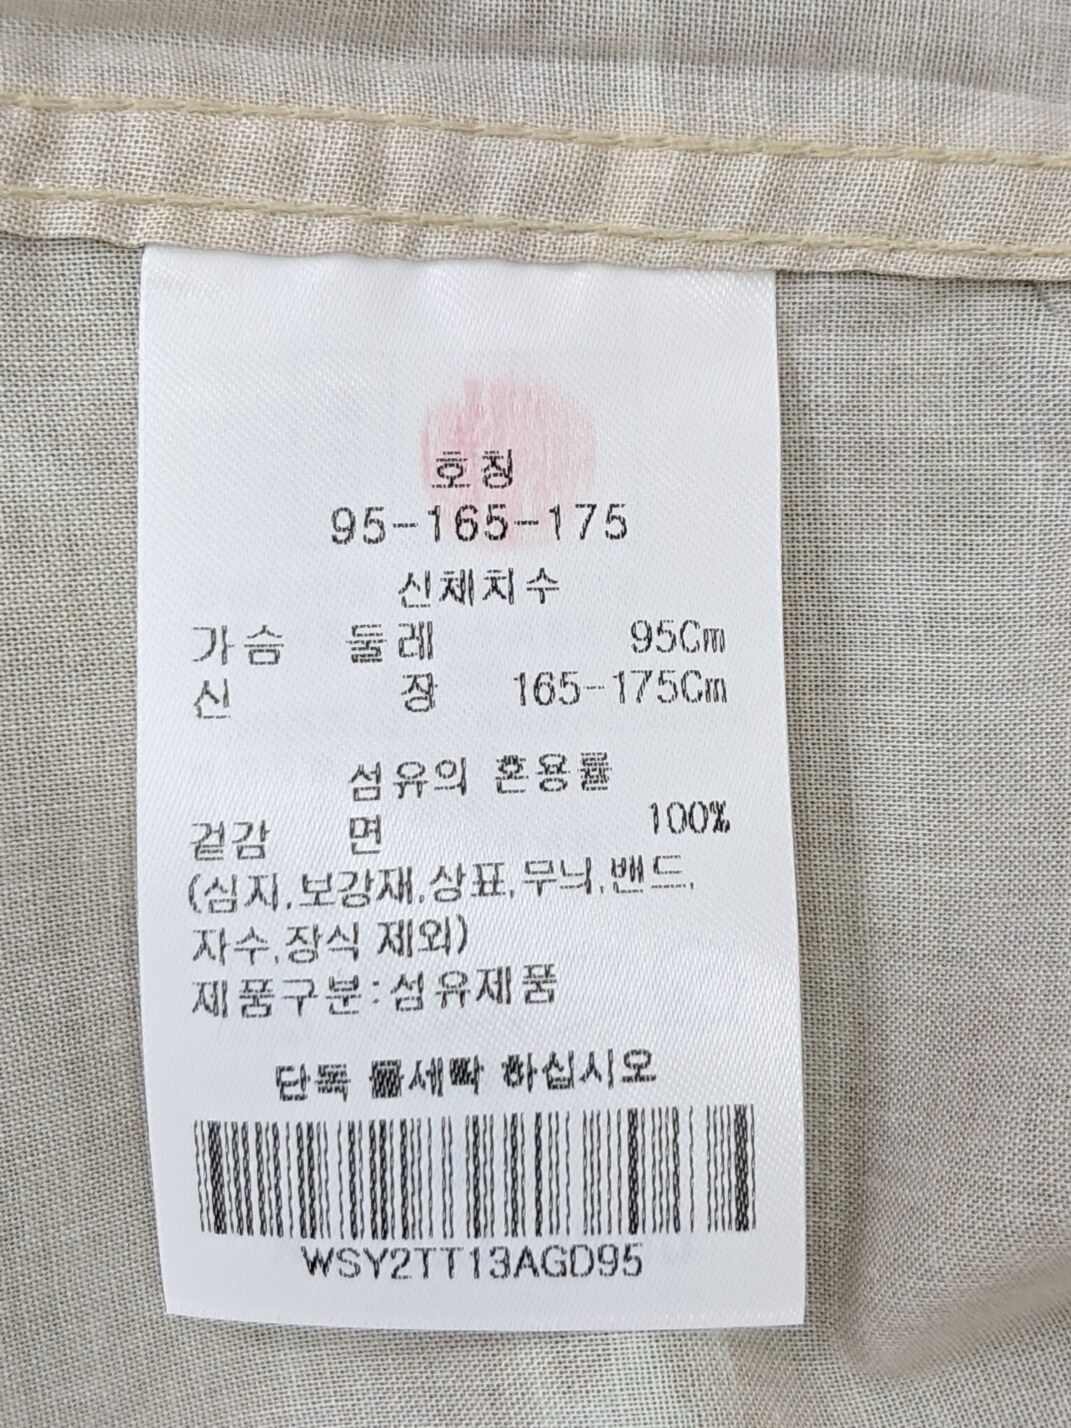 호칭
95-165-175
신체치수
가슴 둘레 95Cm
신 장 165-175Cm
섬유의 혼용률
겉감 면 100%
(심지,보강재,상표,무늬,밴드,
자수,장식 제외)
제품구분:섬유제품
단독 물세탁 하십시오
WSY2TT13AGD95